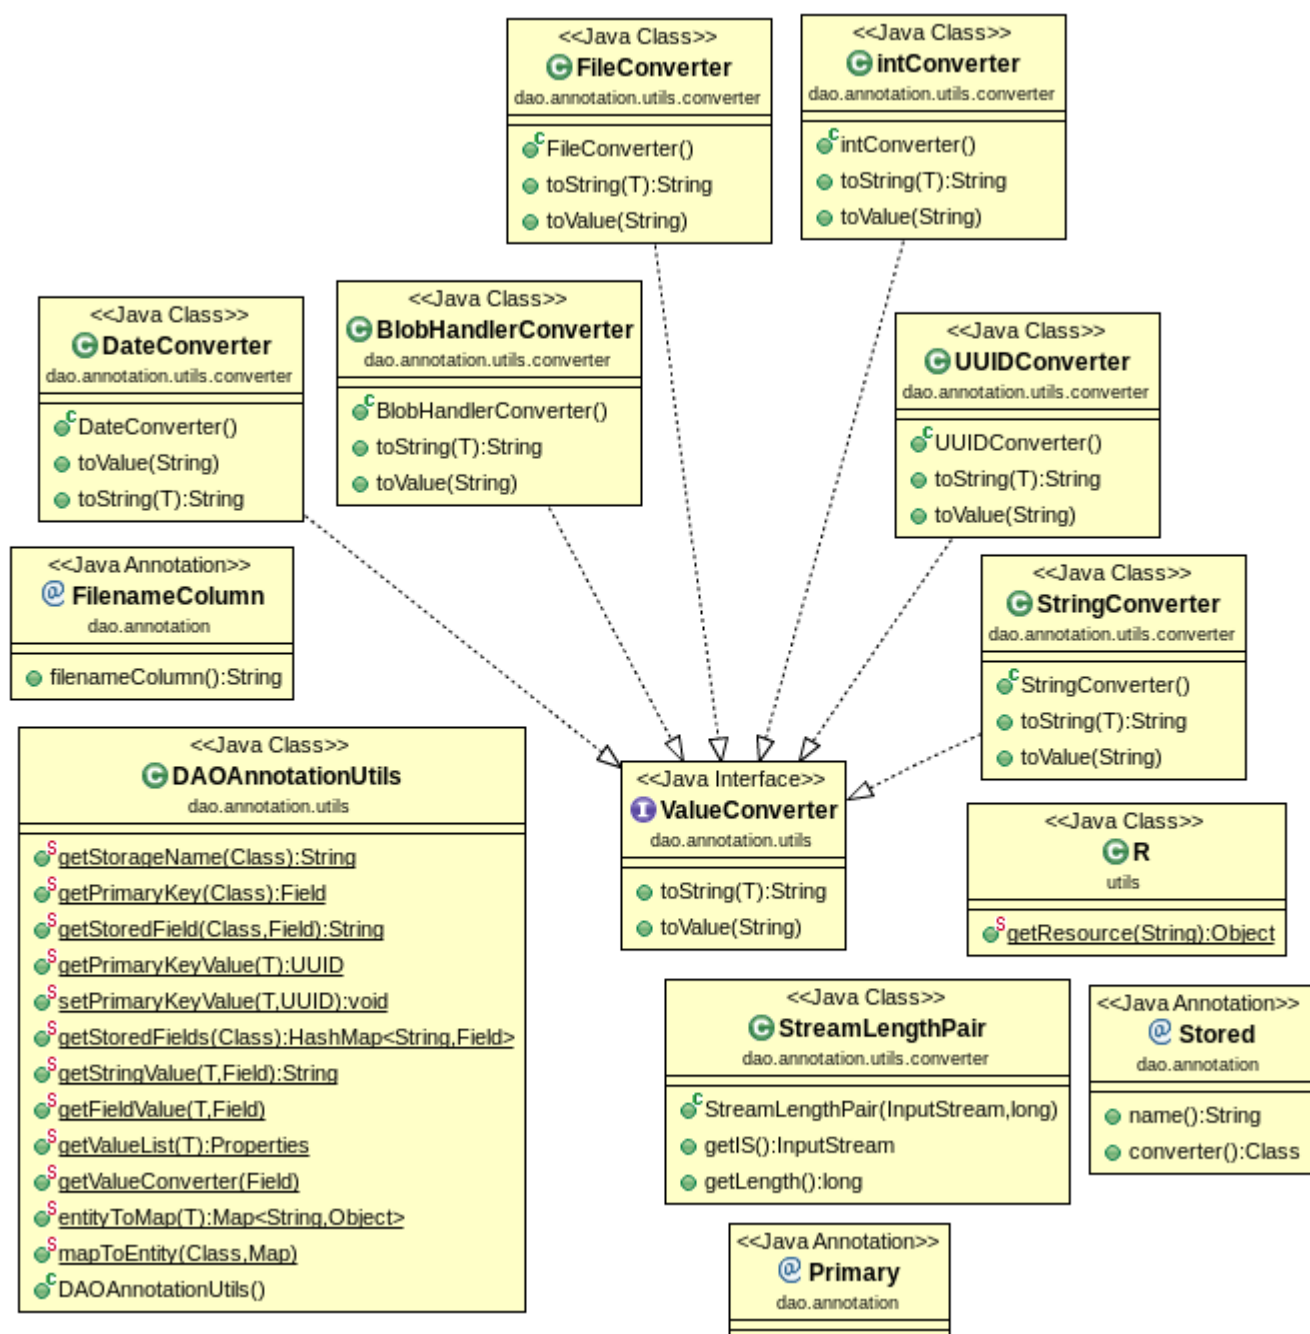 <<Java Class>>
FileConverter
dao.annotation.utils.converter
FileConverter()
toString(T):String
toValue(String)
<<Java Class>>
intConverter
dao.annotation.utils.converter
intConverter()
toString(T):String
toValue(String)
<<Java Class>>
DateConverter
dao.annotation.utils.converter
DateConverter()
toValue(String)
toString(T):String
<<Java Class>>
BlobHandlerConverter
dao.annotation.utils.converter
BlobHandlerConverter()
toString(T):String
toValue(String)
<<Java Class>>
UUIDConverter
dao.annotation.utils.converter
UUIDConverter()
toString(T):String
toValue(String)
<<Java Annotation>>
FilenameColumn
dao.annotation
filenameColumn():String
<<Java Class>>
StringConverter
dao.annotation.utils.converter
StringConverter()
toString(T):String
toValue(String)
<<Java Class>>
DAOAnnotationUtils
dao.annotation.utils
getStorageName(Class):String
getPrimaryKey(Class):Field
getStoredField(Class,Field):String
getPrimaryKeyValue(T):UUID
setPrimaryKeyValue(T,UUID):void
getStoredFields(Class):HashMap<String,Field>
getStringValue(T,Field):String
getFieldValue(T,Field)
getValueList(T):Properties
getValueConverter(Field)
entityToMap(T):Map<String,Object>
mapToEntity(Class,Map)
DAOAnnotationUtils()
<<Java Interface>>
ValueConverter
dao.annotation.utils
toString(T):String
toValue(String)
<<Java Class>>
R
utils
getResource(String):Object
<<Java Class>>
StreamLengthPair
dao.annotation.utils.converter
StreamLengthPair(InputStream,long)
getIS():InputStream
getLength():long
<<Java Annotation>>
Stored
dao.annotation
name():String
converter():Class
<<Java Annotation>>
Primary
dao.annotation